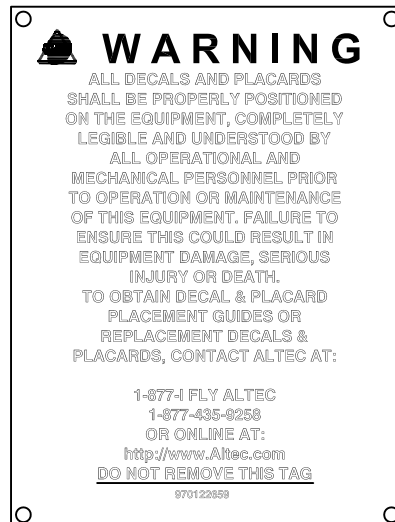 WARNING
ALL DECALS AND PLACARDS
SHALL BE PROPERLY POSITIONED
ON THE EQUIPMENT, COMPLETELY
LEGIBLE AND UNDERSTOOD BY
ALL OPERATIONAL AND
MECHANICAL PERSONNEL PRIOR
TO OPERATION OR MAINTENANCE
OF THIS EQUIPMENT. FAILURE TO
ENSURE THIS COULD RESULT IN
EQUIPMENT DAMAGE, SERIOUS
INJURY OR DEATH.
TO OBTAIN DECAL & PLACARD
PLACEMENT GUIDES OR
REPLACEMENT DECALS &
PLACARDS, CONTACT ALTEC AT:
1-877-I FLY ALTEC
1-877-435-9258
OR ONLINE AT:
http://www.Altec.com
DO NOT REMOVE THIS TAG
970122659